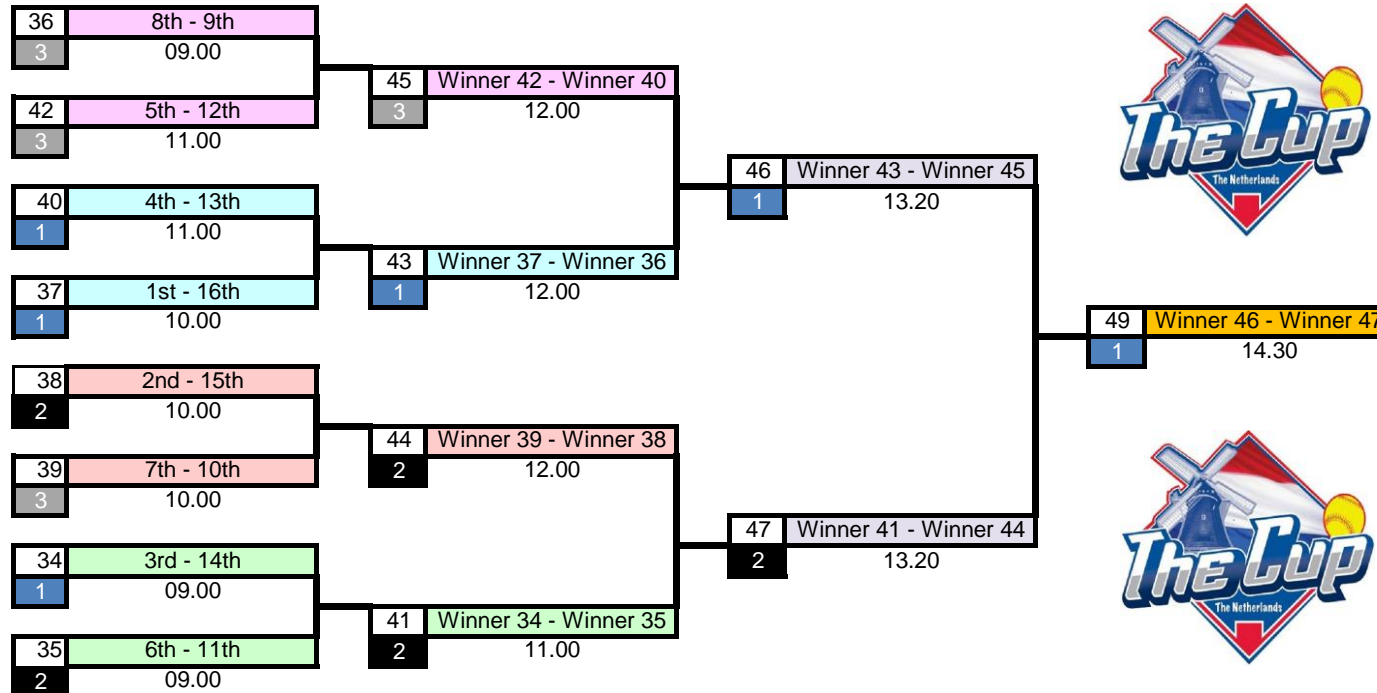 36 8th - 9th
3 09.00
45 Winner 42 - Winner 40
3 12.00
42 5th - 12th
3 11.00
46 Winner 43 - Winner 45
1 13.20
40 4th - 13th
1 11.00
43 Winner 37 - Winner 36
1 12.00
37 1st - 16th
1 10.00
49 Winner 46 - Winner 47
1 14.30
38 2nd - 15th
2 10.00
44 Winner 39 - Winner 38
2 12.00
39 7th - 10th
3 10.00
47 Winner 41 - Winner 44
2 13.20
34 3rd - 14th
1 09.00
41 Winner 34 - Winner 35
2 11.00
35 6th - 11th
2 09.00
The Cup
The Netherlands
The Cup
The Netherlands